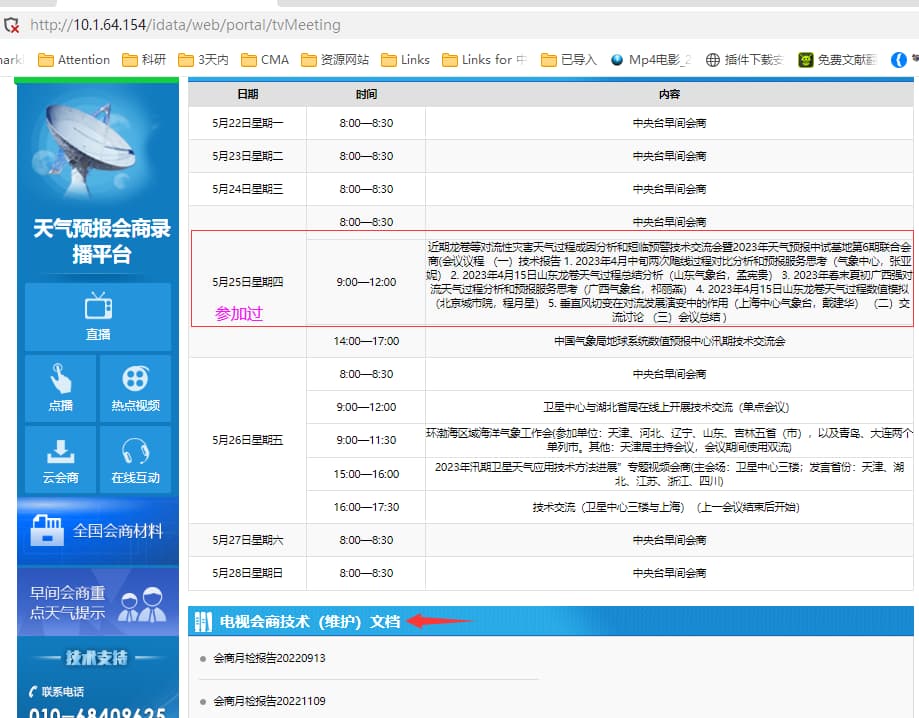 http://10.1.64.154/idata/web/portal/tvMeeting
Attention 科研 3天内 CMA 资源网站 Links Links for 中 已导入 Mp4电影_2 插件下载安 免费文献
天气预报会商录
播平台
直播
点播 热点视频
云会商 在线互动
全国会商材料
早间会商重
点天气提示
技术支持
联系电话
010-68409625
日期 时间 内容
5月22日星期一 8:00—8:30 中央台早间会商
5月23日星期二 8:00—8:30 中央台早间会商
5月24日星期三 8:00—8:30 中央台早间会商
8:00—8:30 中央台早间会商
5月25日星期四 9:00—12:00
参加过
近期龙卷等对流性灾害天气过程成因分析和短临预警技术交流会暨2023年天气预报中试基地第6期联合会
商(会议议程 （一）技术报告 1. 2023年4月中旬两次飑线过程对比分析和预报服务思考（气象中心，张亚
妮） 2. 2023年4月15日山东龙卷天气过程总结分析（山东气象台，孟宪贵） 3. 2023年春末夏初广西强对
流天气过程分析和预报服务思考（广西气象台，祁丽燕） 4. 2023年4月15日山东龙卷天气过程数值模拟
（北京城市院，程月星） 5. 垂直风切变在对流发展演变中的作用（上海中心气象台，戴建华） （二）交
流讨论 （三）会议总结 )
14:00—17:00 中国气象局地球系统数值预报中心汛期技术交流会
8:00—8:30 中央台早间会商
5月26日星期五
9:00—12:00 卫星中心与湖北省局在线上开展技术交流（单点会议)
9:00—11:30 环渤海区域海洋气象工作会(参加单位：天津、河北、辽宁、山东、吉林五省（市），以及青岛、大连两个
单列市。其他：天津局主持会议，会议期间使用双流)
15:00—16:00 2023年汛期卫星天气应用技术方法进展”专题视频会商(主会场：卫星中心三楼；发言省份：天津、湖
北、江苏、浙江、四川)
16:00—17:30 技术交流（卫星中心三楼与上海）（上一会议结束后开始)
5月27日星期六 8:00—8:30 中央台早间会商
5月28日星期日 8:00—8:30 中央台早间会商
电视会商技术（维护）文档
会商月检报告20220913
会商月检报告20221109